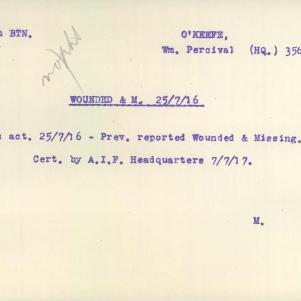 BTN.
O'KEEFE,
Wm. Percival (HQ.) 356
WOUNDED & M. 25/7/16
act. 25/7/16 - Prev. reported Wounded & Missing.
Cert. by A.I.F. Headquarters 7/7/17.
M.